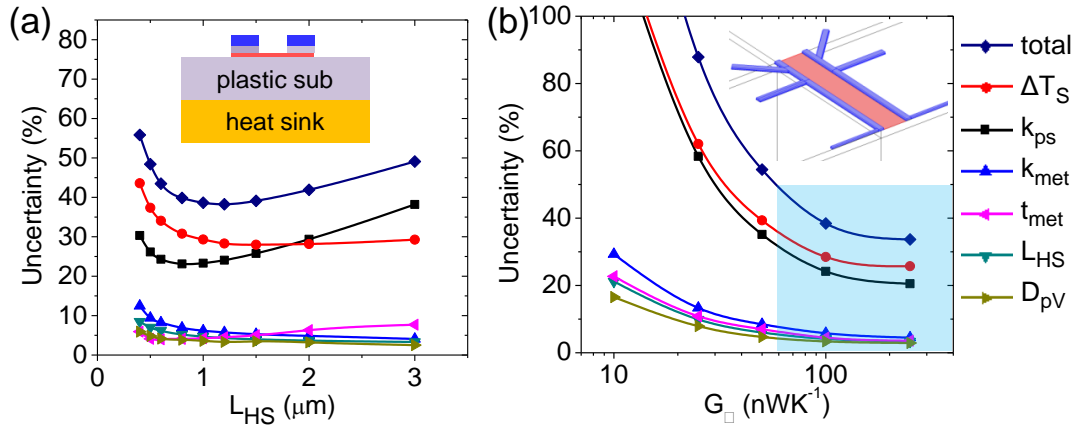 (a)
80
70
60
50
40
30
20
10
0
Uncertainty (%)
plastic sub
heat sink
0 1 2 3
L_HS (μm)
(b)
100
80
60
40
20
0
Uncertainty (%)
10 100
G_□ (nWK⁻¹)
total
ΔT_S
k_ps
k_met
t_met
L_HS
D_pV